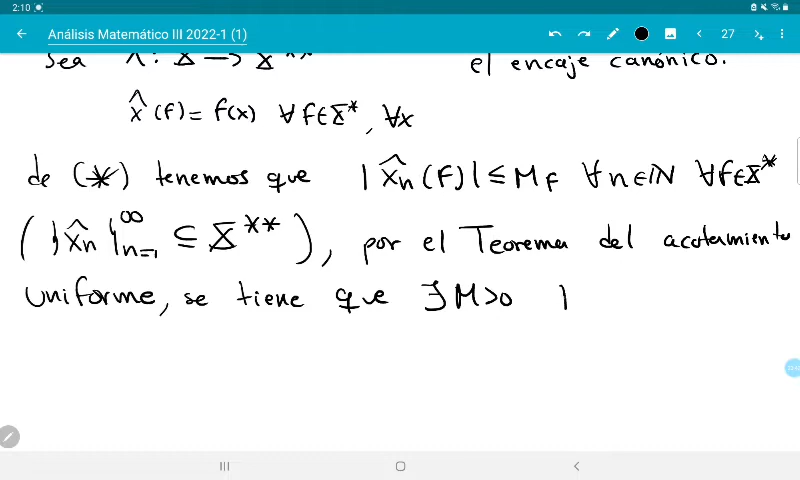 2:10
Análisis Matemático III 2022-1 (1)
27
Sea ^ : X → X** el encaje canónico.
x̂(f) = f(x) ∀f∈X*, ∀x
de (*) tenemos que |x̂n(f)| ≤ Mf ∀n∈ℕ ∀f∈X*
({x̂n}∞n=1 ⊆ X**), por el Teorema del acotamiento
uniforme, se tiene que ∃M>0 |